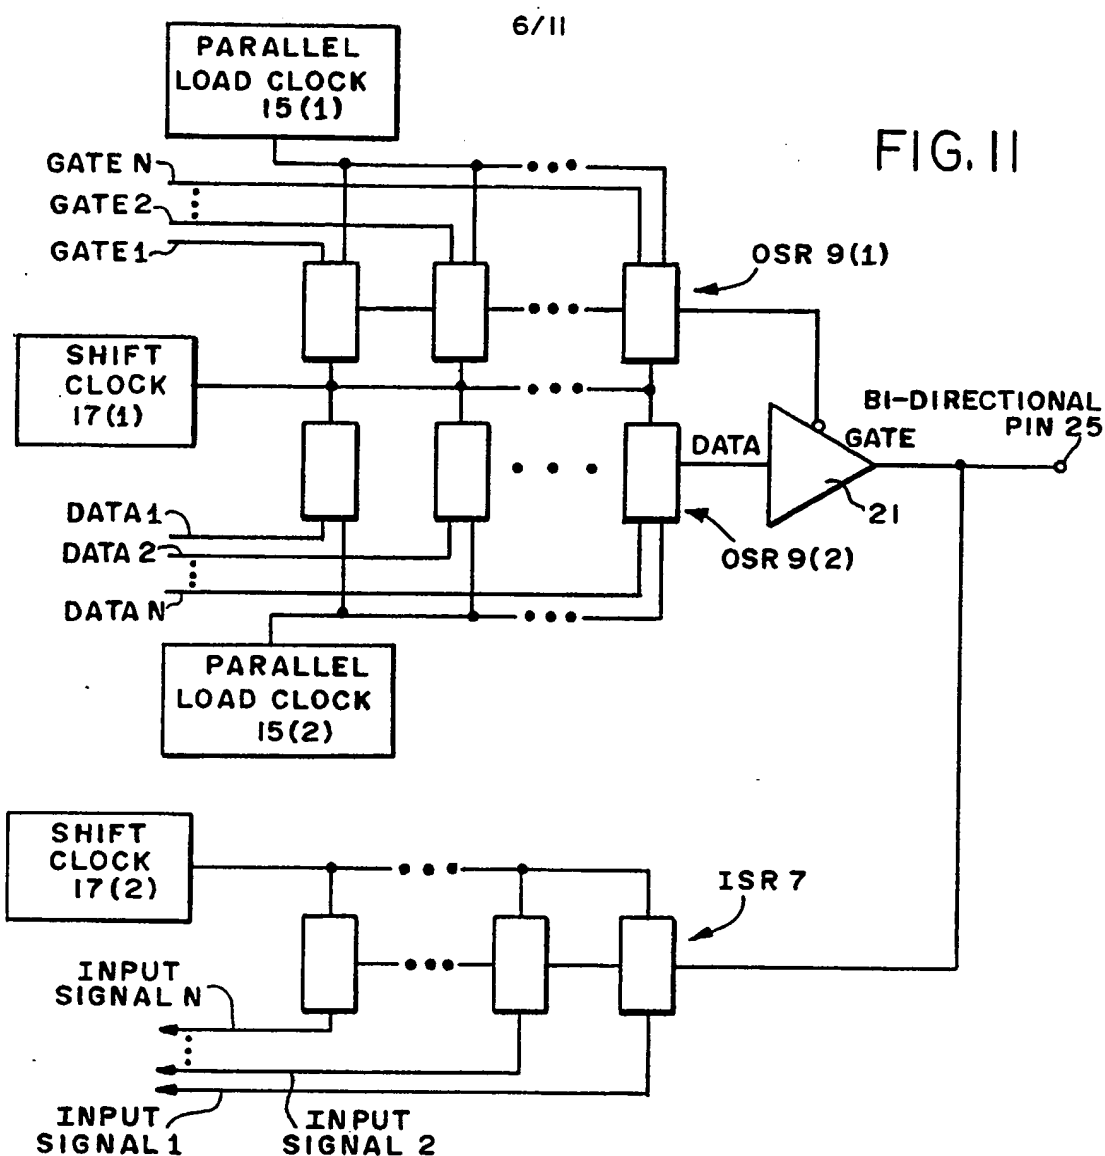 6/11
PARALLEL
LOAD CLOCK
15(1)
FIG. 11
GATE N
GATE 2
GATE 1
OSR 9(1)
SHIFT
CLOCK
17(1)
BI-DIRECTIONAL
PIN 25
DATA
GATE
21
DATA 1
DATA 2
DATA N
OSR 9(2)
PARALLEL
LOAD CLOCK
15(2)
SHIFT
CLOCK
17(2)
ISR 7
INPUT
SIGNAL N
INPUT
SIGNAL 1
INPUT
SIGNAL 2